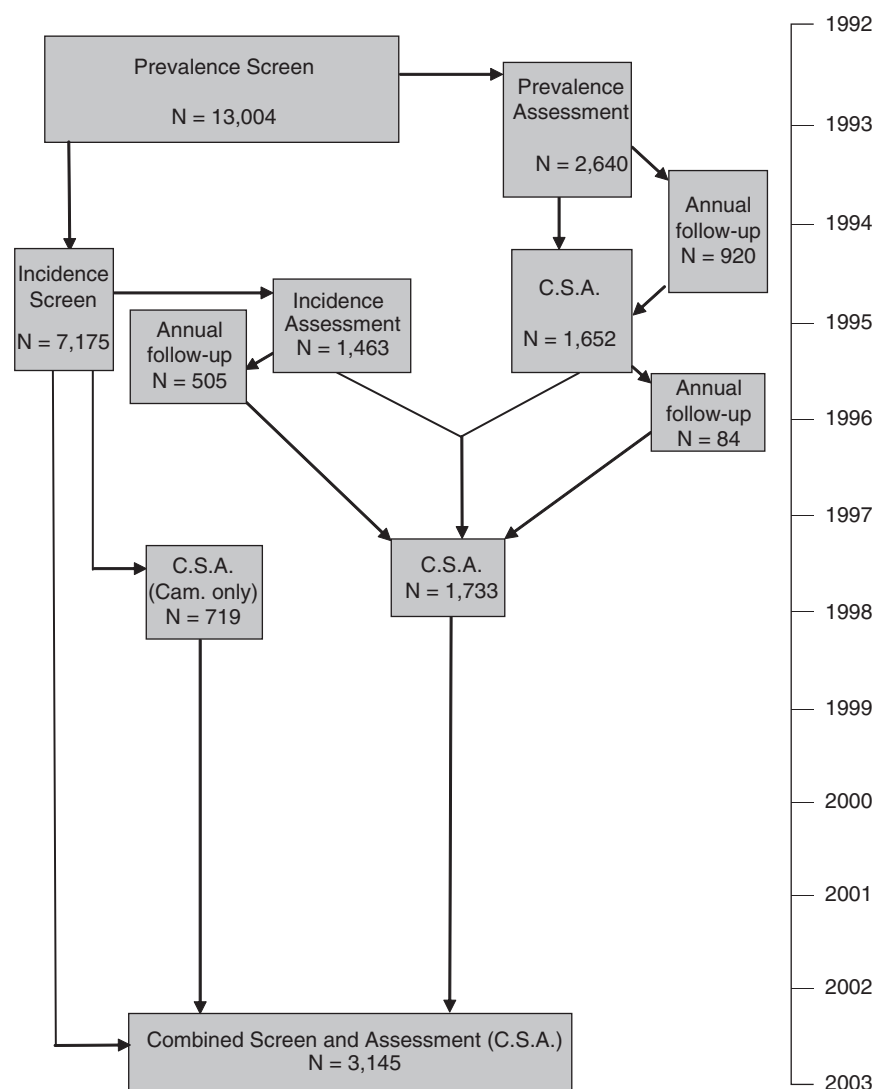 Prevalence Screen
N = 13,004
Prevalence
Assessment
N = 2,640
Annual
follow-up
N = 920
Incidence
Screen
N = 7,175
Incidence
Assessment
N = 1,463
C.S.A.
N = 1,652
Annual
follow-up
N = 505
Annual
follow-up
N = 84
C.S.A.
(Cam. only)
N = 719
C.S.A.
N = 1,733
Combined Screen and Assessment (C.S.A.)
N = 3,145
1992
1993
1994
1995
1996
1997
1998
1999
2000
2001
2002
2003